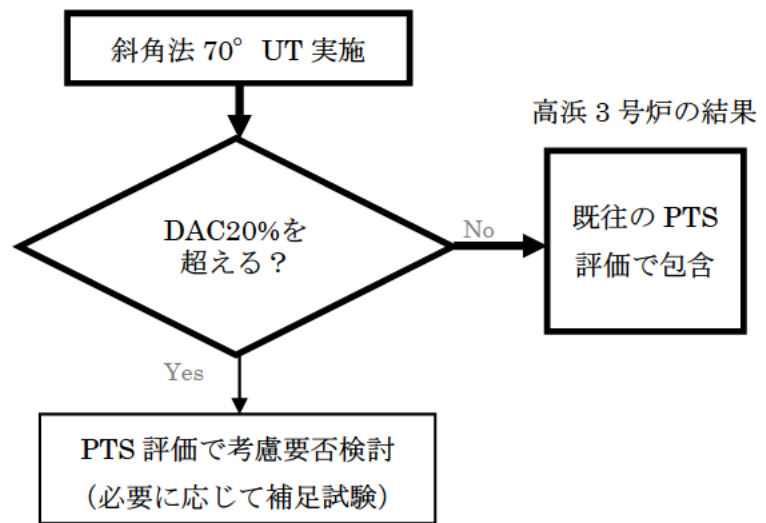 斜角法 70° UT 実施
高浜 3 号炉の結果
DAC20%を
超える？
No
既往の PTS
評価で包含
Yes
PTS 評価で考慮要否検討
（必要に応じて補足試験）